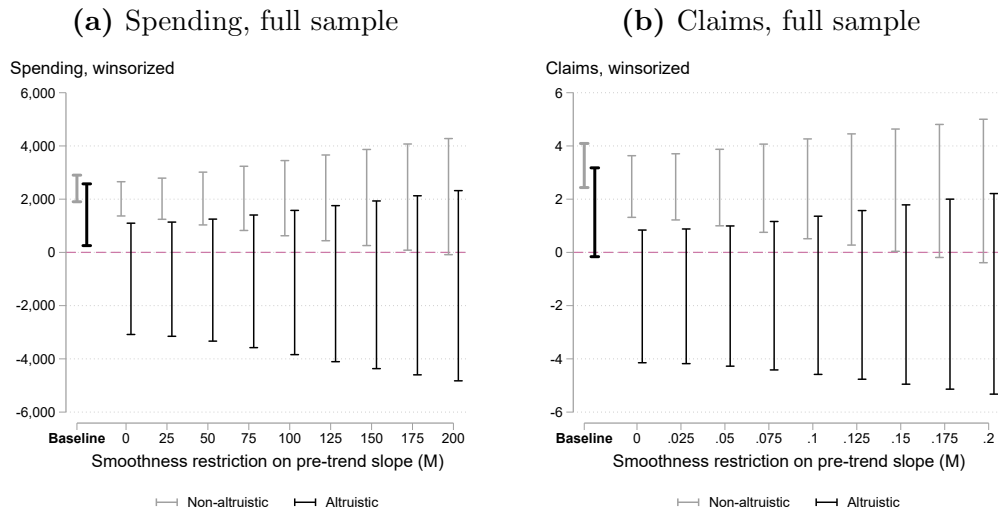 (a) Spending, full sample
Spending, winsorized
6,000
4,000
2,000
0
-2,000
-4,000
-6,000
Baseline 0 25 50 75 100 125 150 175 200
Smoothness restriction on pre-trend slope (M)
Non-altruistic Altruistic
(b) Claims, full sample
Claims, winsorized
6
4
2
0
-2
-4
-6
Baseline 0 .025 .05 .075 .1 .125 .15 .175 .2
Smoothness restriction on pre-trend slope (M)
Non-altruistic Altruistic